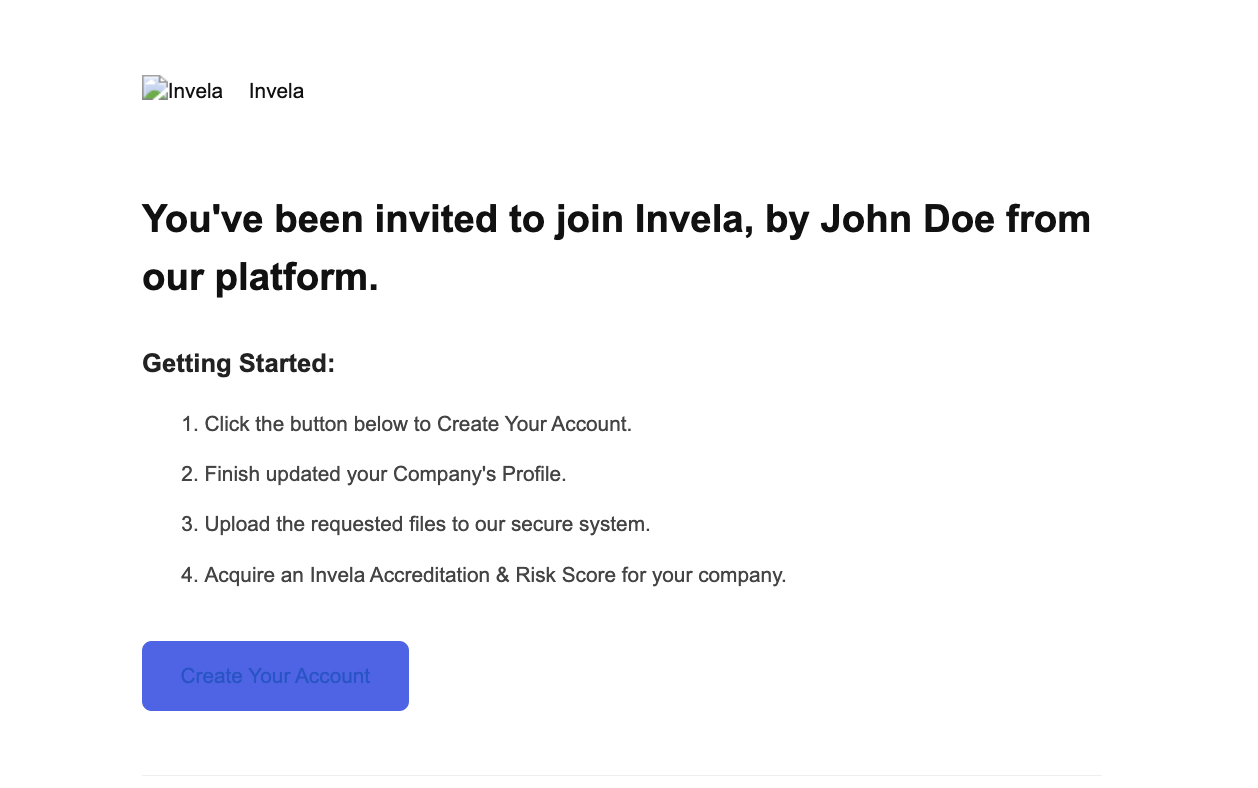 Invela Invela
You've been invited to join Invela, by John Doe from
our platform.
Getting Started:
1. Click the button below to Create Your Account.
2. Finish updated your Company's Profile.
3. Upload the requested files to our secure system.
4. Acquire an Invela Accreditation & Risk Score for your company.
Create Your Account